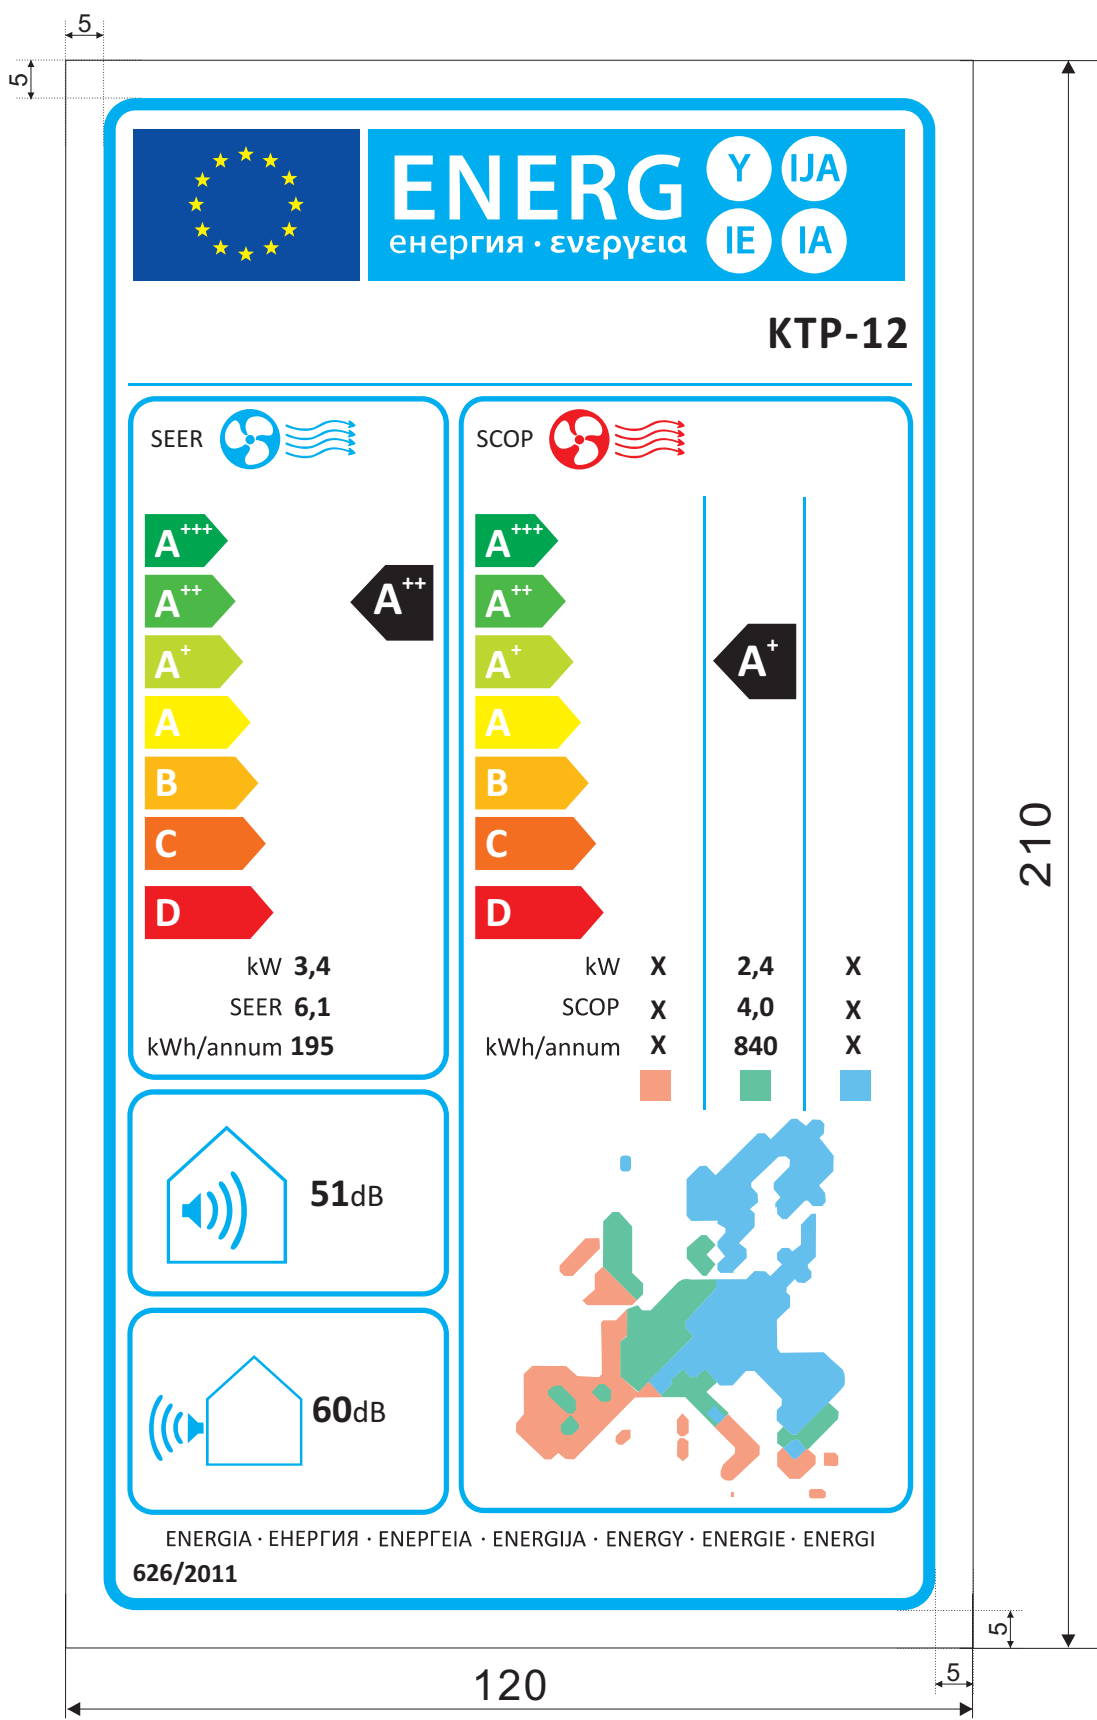 5
5
ENERG Y IJA
енергия · ενεργεια IE IA
KTP-12
SEER
SCOP
A+++
A++
A+
A
B
C
D
A++
A+++
A++
A+
A
B
C
D
A+
kW 3,4
SEER 6,1
kWh/annum 195
kW X 2,4 X
SCOP X 4,0 X
kWh/annum X 840 X
51dB
60dB
ENERGIA · ЕНЕРГИЯ · ΕΝΕΡΓΕΙΑ · ENERGIJA · ENERGY · ENERGIE · ENERGI
626/2011
210
5
5
120